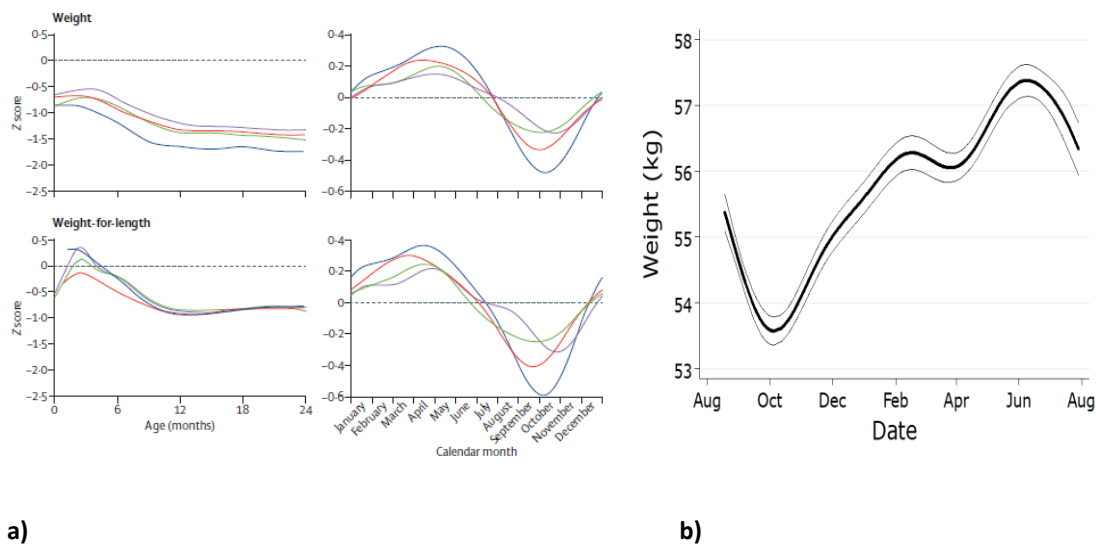 Weight
0·5
0
–0·5
–1·0
–1·5
–2·0
–2·5
Z score
0·4
0·2
0
–0·2
–0·4
–0·6
Weight-for-length
0·5
0
–0·5
–1·0
–1·5
–2·0
–2·5
Z score
0 6 12 18 24
Age (months)
0·4
0·2
0
–0·2
–0·4
–0·6
January February March April May June July August September October November December
Calendar month
58
57
56
55
54
53
Weight (kg)
Aug Oct Dec Feb Apr Jun Aug
Date
a) b)